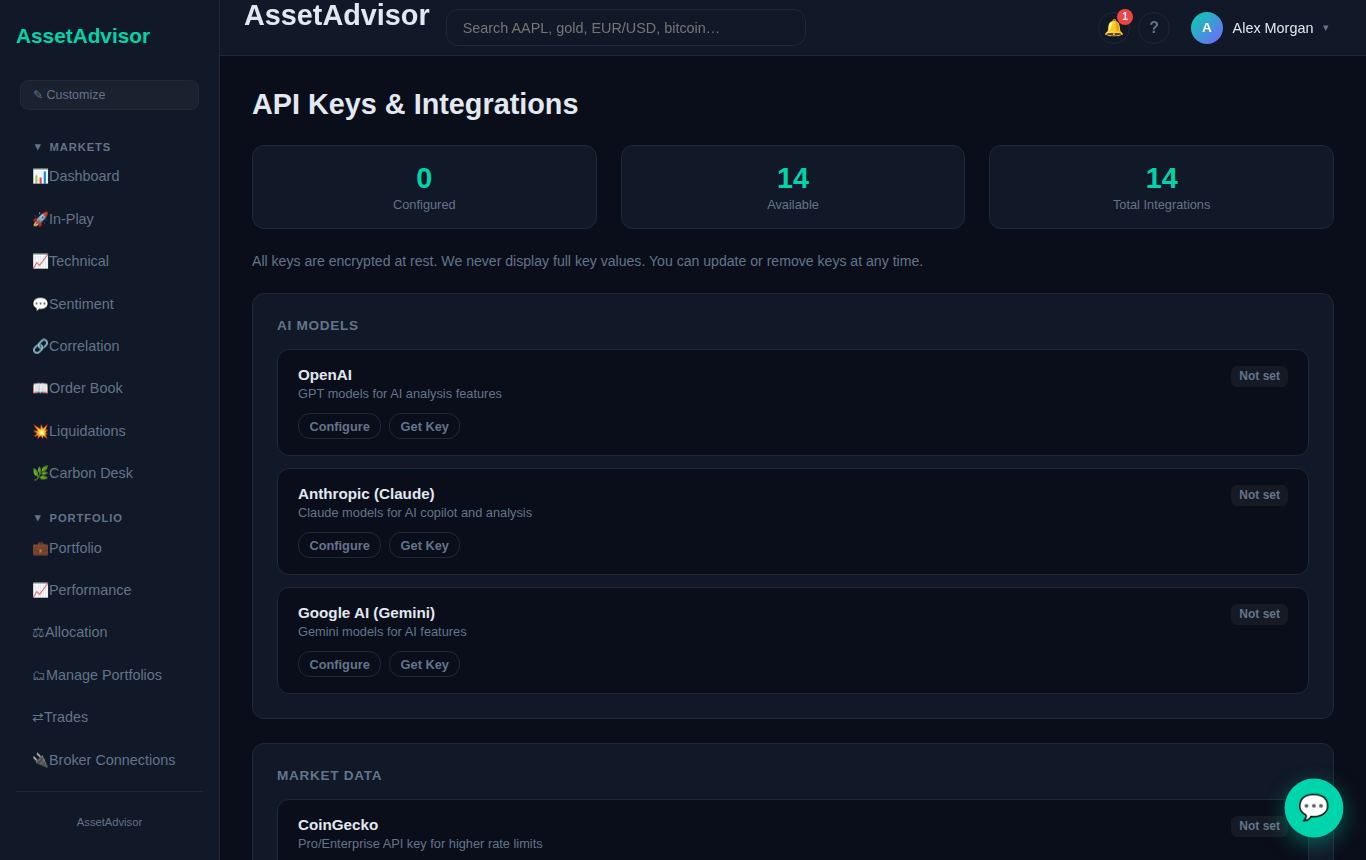 AssetAdvisor
✎ Customize
▼ MARKETS
Dashboard
In-Play
Technical
Sentiment
Correlation
Order Book
Liquidations
Carbon Desk
▼ PORTFOLIO
Portfolio
Performance
Allocation
Manage Portfolios
Trades
Broker Connections
AssetAdvisor
AssetAdvisor
Search AAPL, gold, EUR/USD, bitcoin…
1
?
A
Alex Morgan ▾
API Keys & Integrations
0
Configured
14
Available
14
Total Integrations
All keys are encrypted at rest. We never display full key values. You can update or remove keys at any time.
AI MODELS
OpenAI
Not set
GPT models for AI analysis features
Configure
Get Key
Anthropic (Claude)
Not set
Claude models for AI copilot and analysis
Configure
Get Key
Google AI (Gemini)
Not set
Gemini models for AI features
Configure
Get Key
MARKET DATA
CoinGecko
Not set
Pro/Enterprise API key for higher rate limits